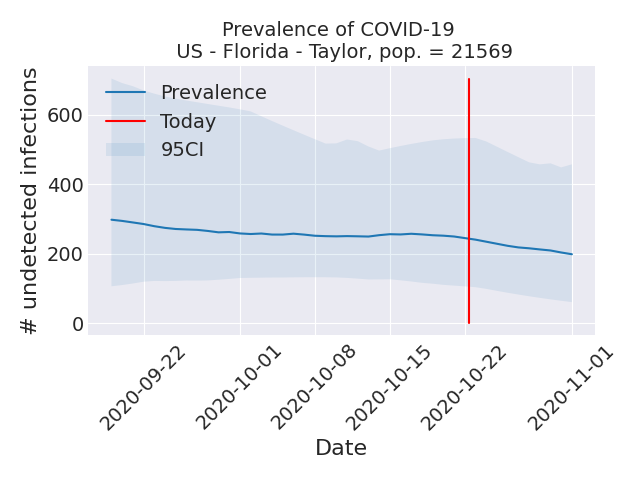 Prevalence of COVID-19
US - Florida - Taylor, pop. = 21569
# undetected infections
600
400
200
0
Prevalence
Today
95CI
2020-09-22
2020-10-01
2020-10-08
2020-10-15
2020-10-22
2020-11-01
Date